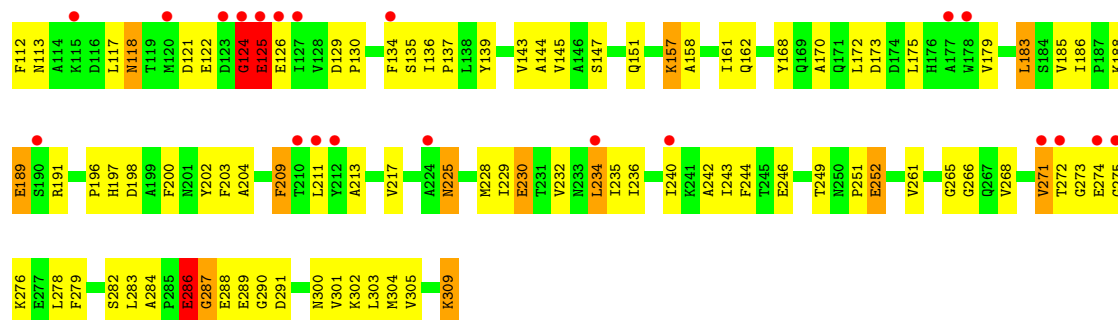 F112 N113 A114 K115 D116 L117 N118 T119 M120 D121 E122 D123 G124 E125 E126 I127 V128 D129 P130 F134 S135 I136 P137 L138 Y139 V143 A144 V145 A146 S147 Q151 K157 A158 I161 Q162 Y168 Q169 A170 Q171 L172 D173 D174 L175 H176 A177 W178 V179 L183 S184 V185 I186 P187 K188
E189 S190 R191 P196 H197 D198 A199 F200 N201 Y202 F203 A204 F209 T210 L211 Y212 A213 V217 A224 N225 M228 I229 E230 T231 V232 N233 L234 I235 I236 I240 K241 A242 I243 F244 T245 E246 T249 N250 P251 E252 V261 G265 G266 Q267 V268 V271 T272 G273 E274 G275
K276 E277 L278 F279 S282 L283 A284 P285 E286 G287 E288 E289 G290 D291 N300 V301 K302 L303 M304 V305 K309